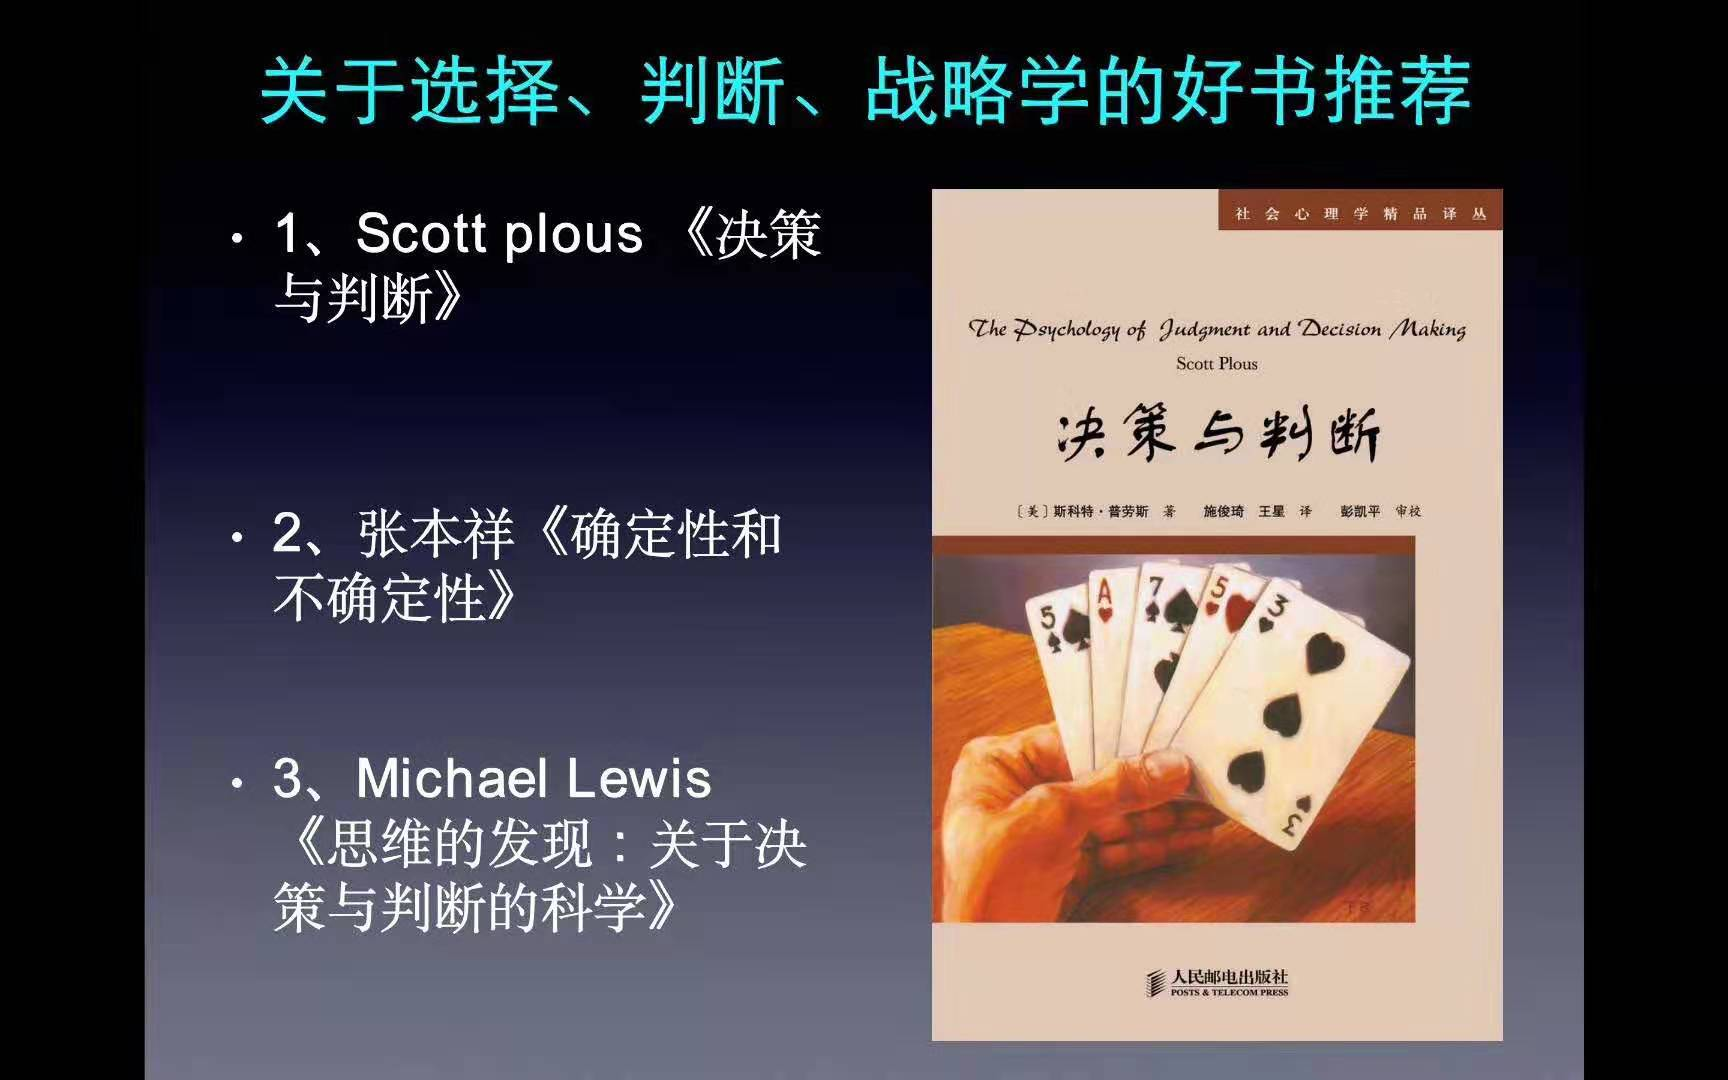 关于选择、判断、战略学的好书推荐
• 1、Scott plous 《决策
与判断》
• 2、张本祥《确定性和
不确定性》
• 3、Michael Lewis
《思维的发现：关于决
策与判断的科学》
社会心理学精品译丛
The Psychology of Judgment and Decision Making
Scott Plous
决策与判断
〔美〕斯科特·普劳斯 著 施俊琦 王星 译 彭凯平 审校
5 A 7 5 3
3
人民邮电出版社
POSTS & TELECOM PRESS